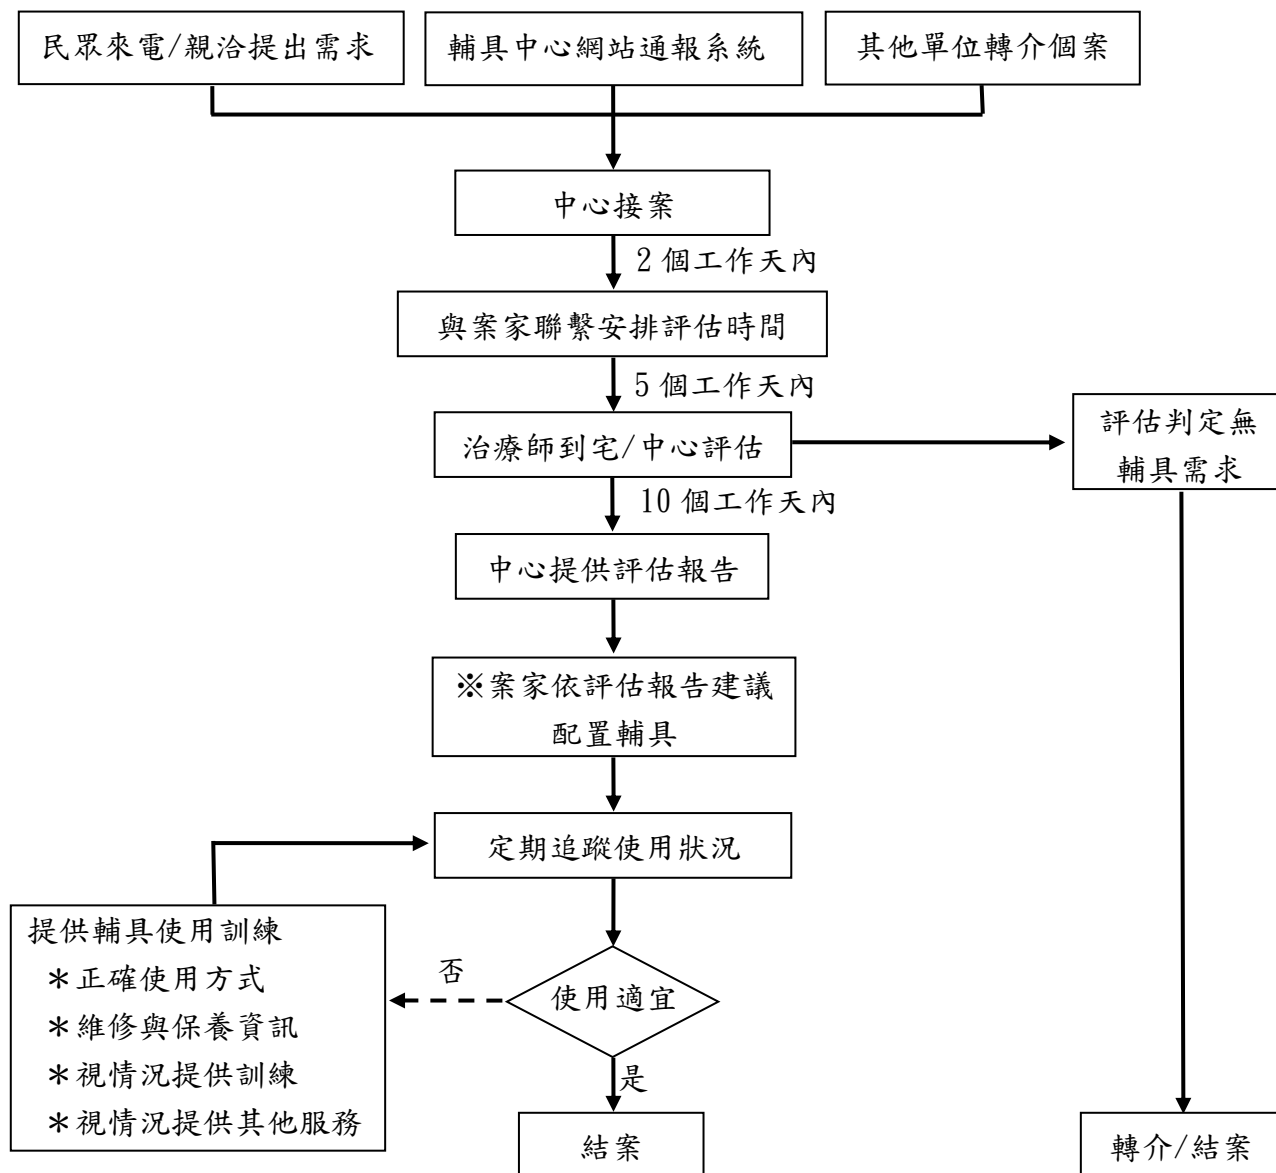 民眾來電/親洽提出需求
輔具中心網站通報系統
其他單位轉介個案
中心接案
2個工作天內
與案家聯繫安排評估時間
5個工作天內
治療師到宅/中心評估
評估判定無
輔具需求
10個工作天內
中心提供評估報告
※案家依評估報告建議
配置輔具
定期追蹤使用狀況
提供輔具使用訓練
＊正確使用方式
＊維修與保養資訊
＊視情況提供訓練
＊視情況提供其他服務
否
使用適宜
是
結案
轉介/結案